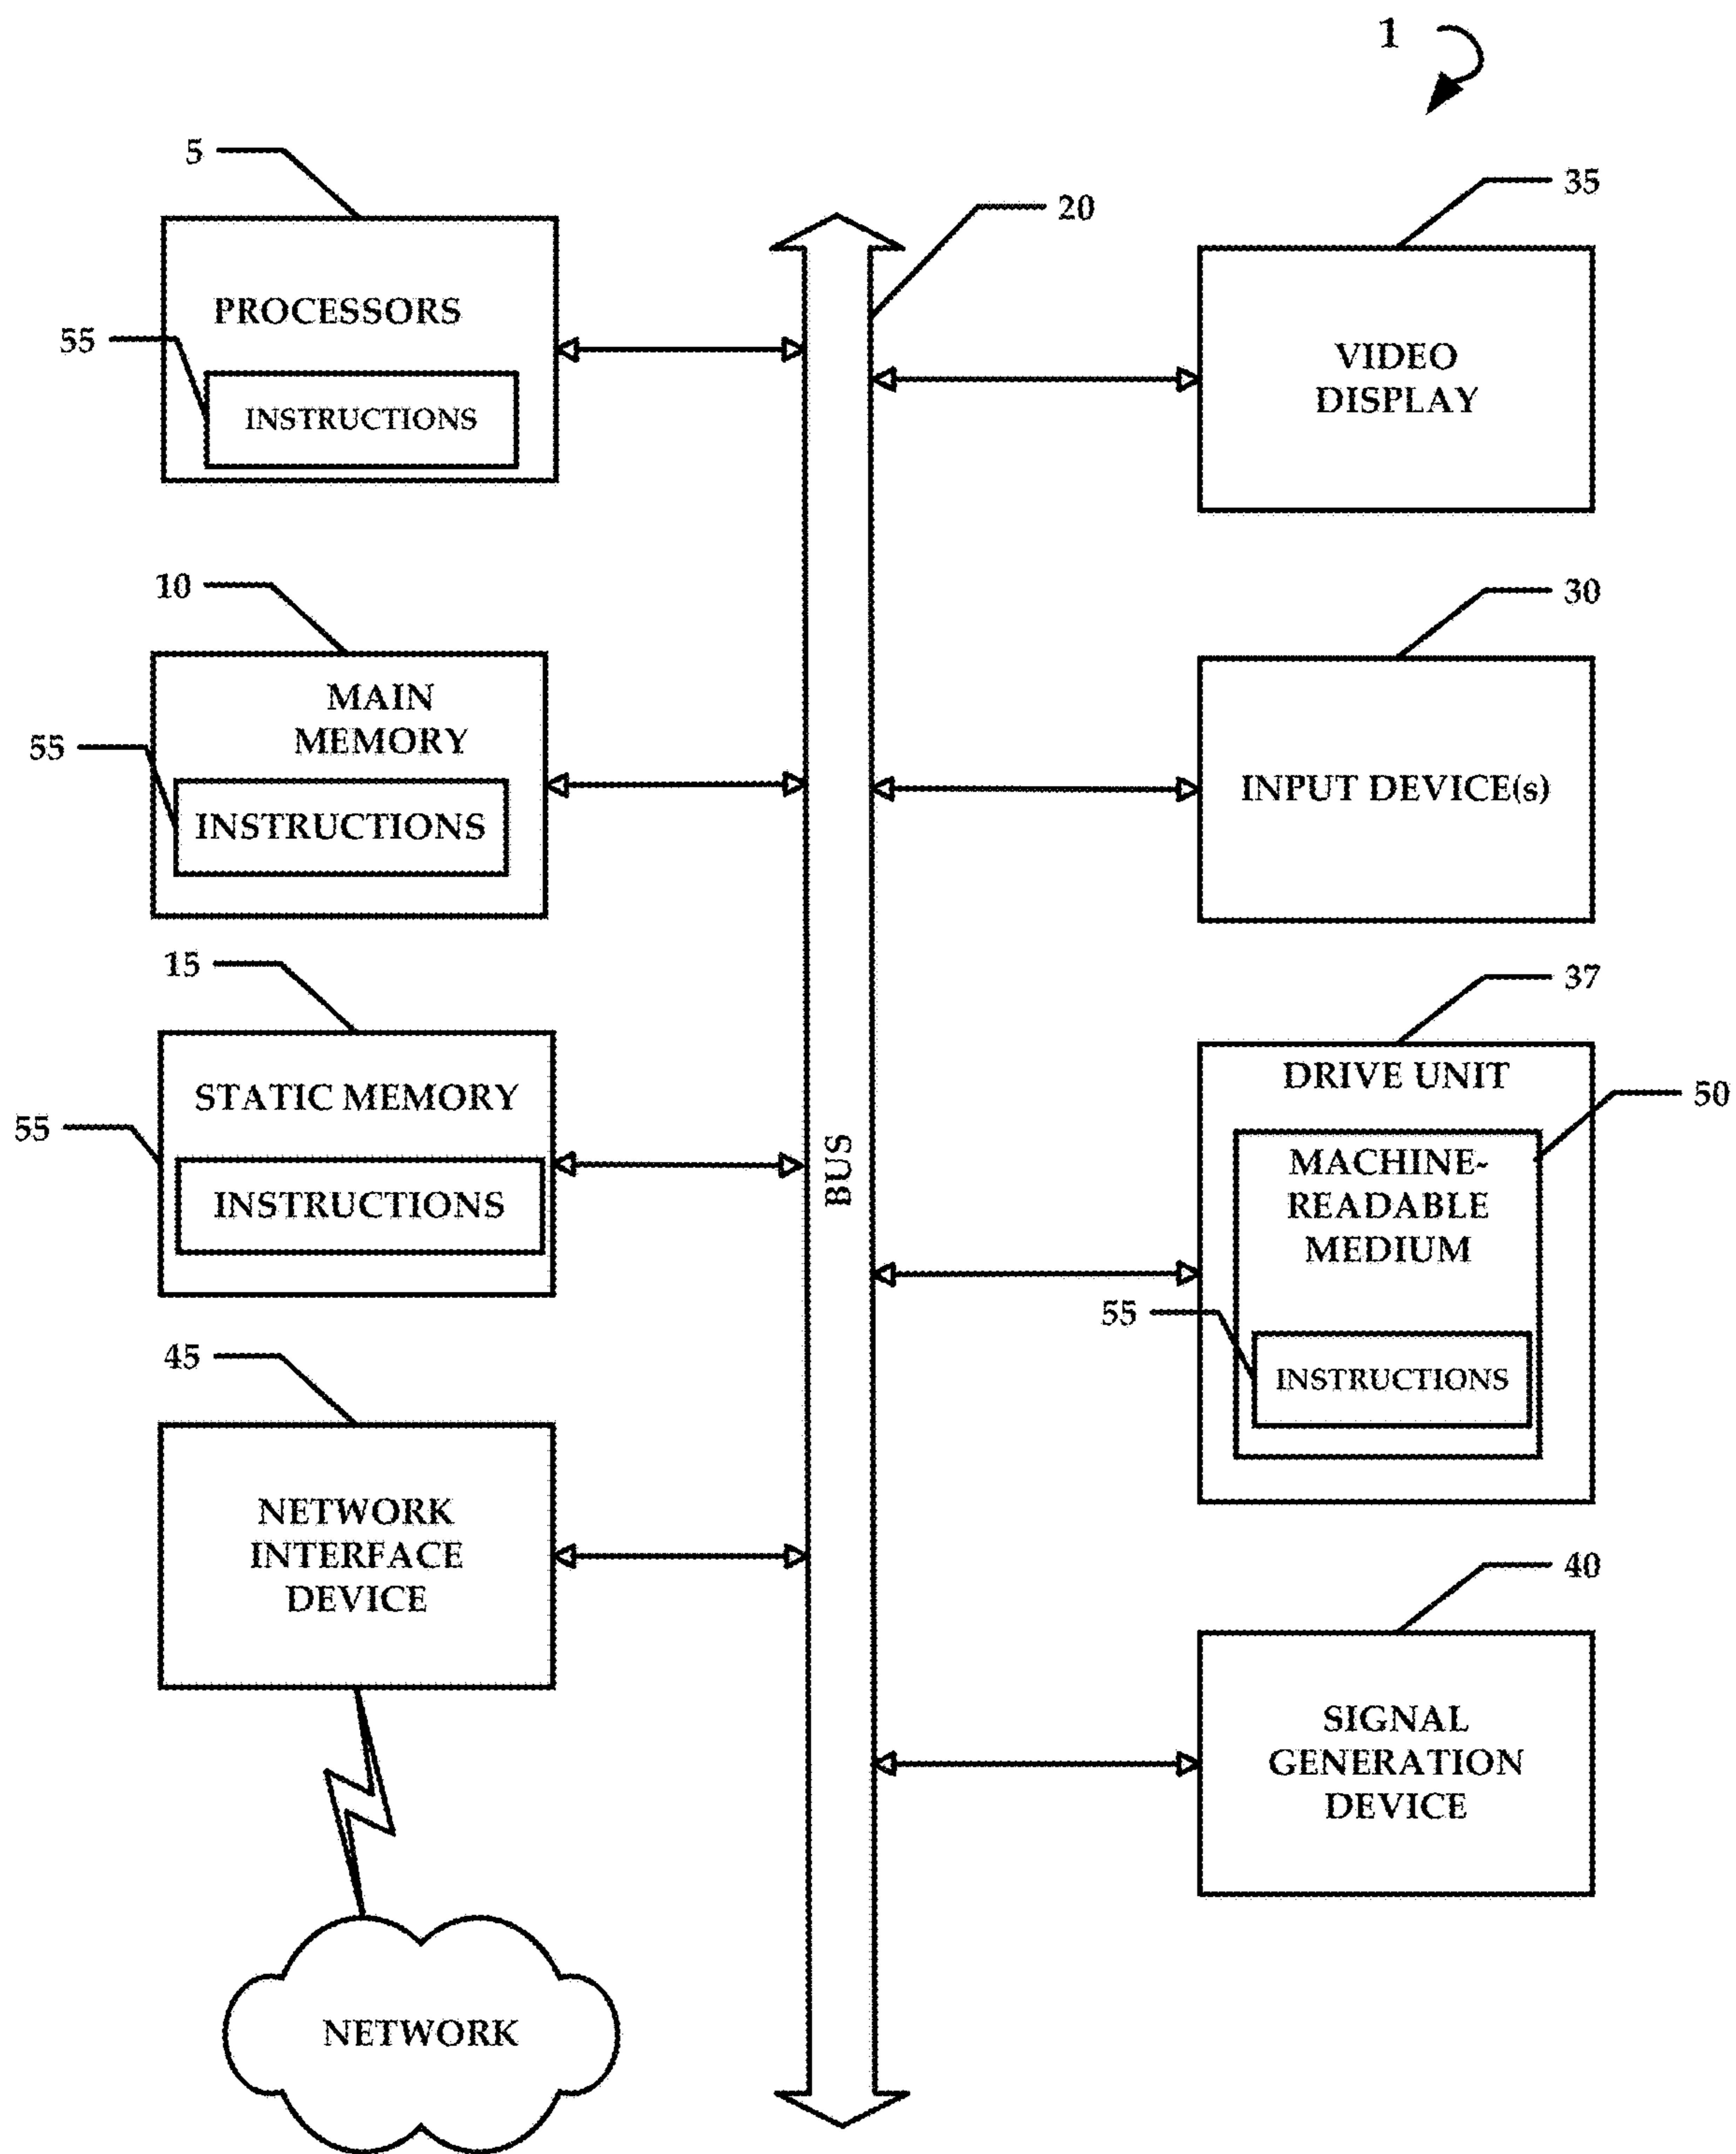 1
5
PROCESSORS
55
INSTRUCTIONS
10
MAIN
MEMORY
55
INSTRUCTIONS
15
STATIC MEMORY
55
INSTRUCTIONS
45
NETWORK
INTERFACE
DEVICE
NETWORK
20
BUS
35
VIDEO
DISPLAY
30
INPUT DEVICE(s)
37
DRIVE UNIT
50
MACHINE-
READABLE
MEDIUM
55
INSTRUCTIONS
40
SIGNAL
GENERATION
DEVICE